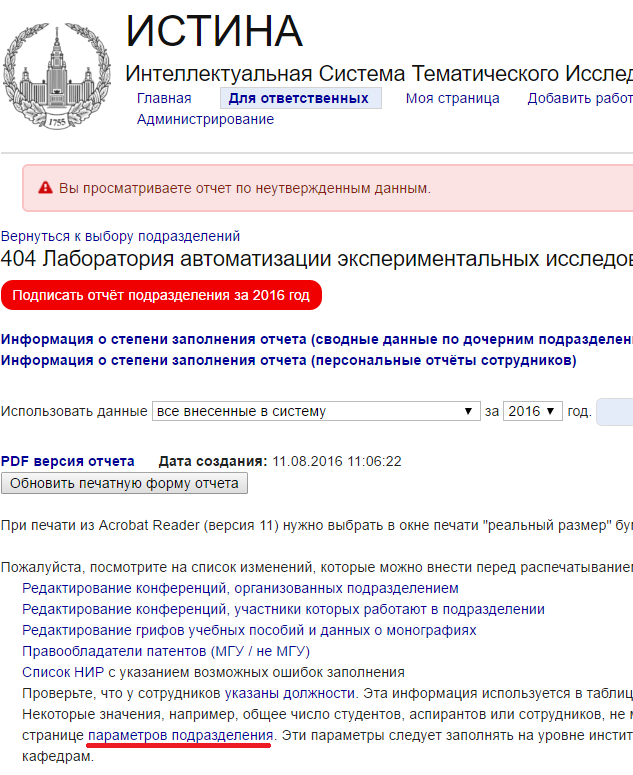 ИСТИНА
Интеллектуальная Система Тематического Исслед
Главная Для ответственных Моя страница Добавить работ
Администрирование
1755
Вы просматриваете отчет по неутвержденным данным.
Вернуться к выбору подразделений
404 Лаборатория автоматизации экспериментальных исследов
Подписать отчёт подразделения за 2016 год
Информация о степени заполнения отчета (сводные данные по дочерним подразделен
Информация о степени заполнения отчета (персональные отчёты сотрудников)
Использовать данные все внесенные в систему за 2016 год.
PDF версия отчета Дата создания: 11.08.2016 11:06:22
Обновить печатную форму отчета
При печати из Acrobat Reader (версия 11) нужно выбрать в окне печати "реальный размер" бу
Пожалуйста, посмотрите на список изменений, которые можно внести перед распечатывание
Редактирование конференций, организованных подразделением
Редактирование конференций, участники которых работают в подразделении
Редактирование грифов учебных пособий и данных о монографиях
Правообладатели патентов (МГУ / не МГУ)
Список НИР с указанием возможных ошибок заполнения
Проверьте, что у сотрудников указаны должности. Эта информация используется в таблиц
Некоторые значения, например, общее число студентов, аспирантов или сотрудников, не м
странице параметров подразделения. Эти параметры следует заполнять на уровне инстит
кафедрам.